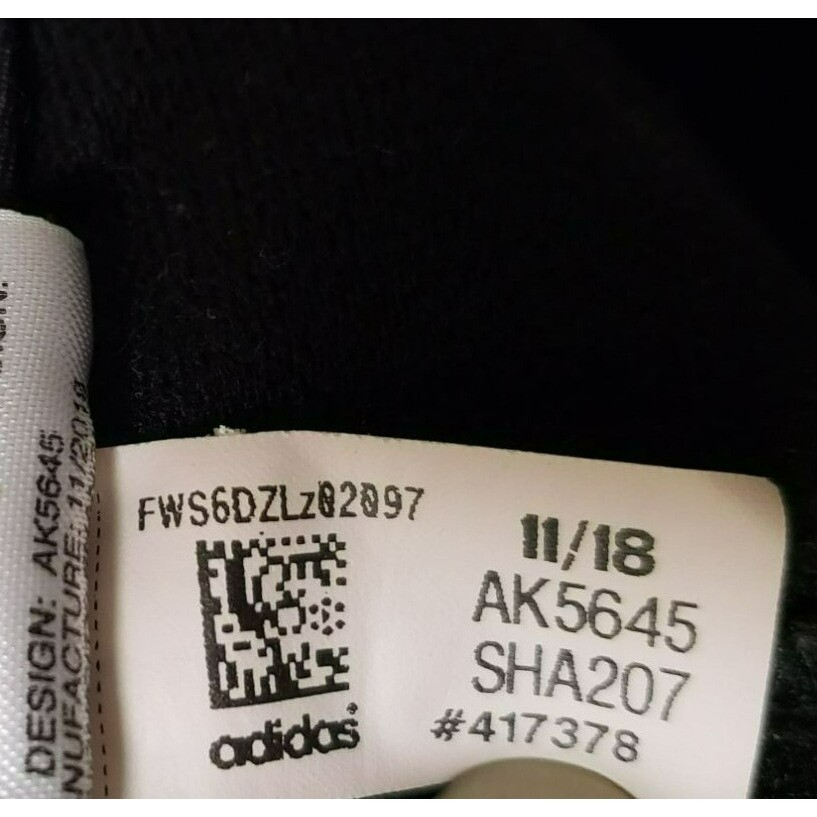 DESIGN: AK5645
NUFACTURE: 11/2018
FWS6DZLz02097
11/18
AK5645
SHA207
adidas®
#417378